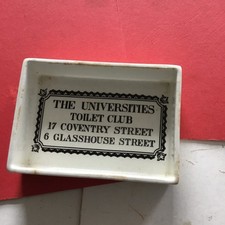 THE UNIVERSITIES
TOILET CLUB
17 COVENTRY STREET
6 GLASSHOUSE STREET